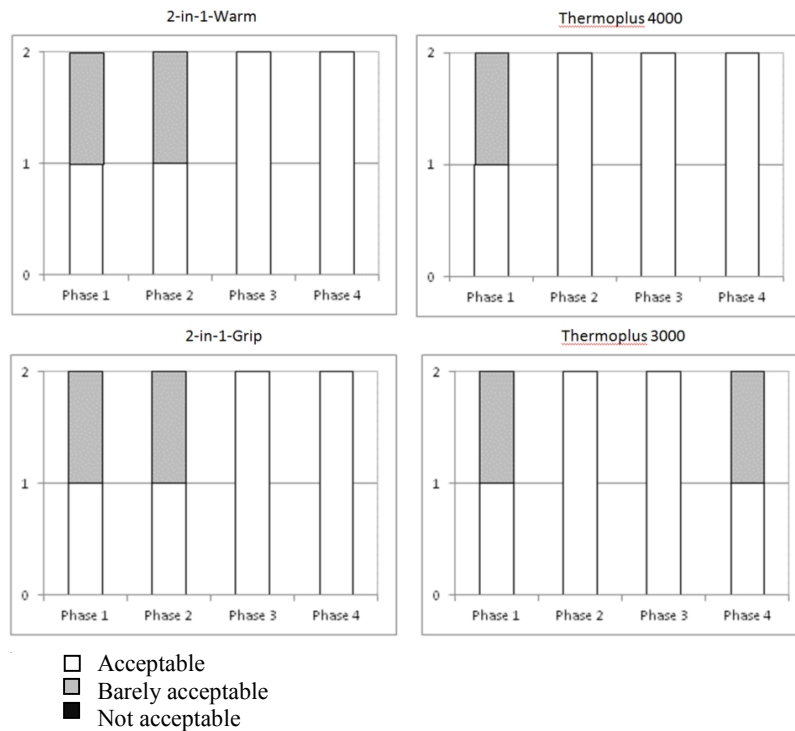 2-in-1-Warm
2
1
0
Phase 1 Phase 2 Phase 3 Phase 4
Thermoplus 4000
2
1
0
Phase 1 Phase 2 Phase 3 Phase 4
2-in-1-Grip
2
1
0
Phase 1 Phase 2 Phase 3 Phase 4
Thermoplus 3000
2
1
0
Phase 1 Phase 2 Phase 3 Phase 4
Acceptable
Barely acceptable
Not acceptable